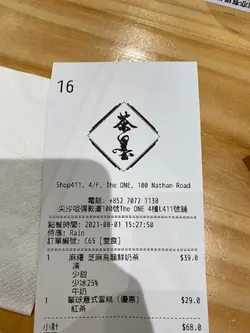 16
茶墨
Shop411, 4/F, The ONE, 100 Nathan Road
電話: +852 7072 1138
尖沙咀彌敦道100號The ONE 4樓411號舖
點餐時間: 2021-08-01 15:27:50
侍應: Rain
訂單編號: C65 [堂食]
1 麻糬 芝麻烏龍鮮奶茶 $39.0
凍
少甜
少冰25%
牛奶
1 單球意式雪糕 (優惠) $29.0
紅茶
小計 $68.0